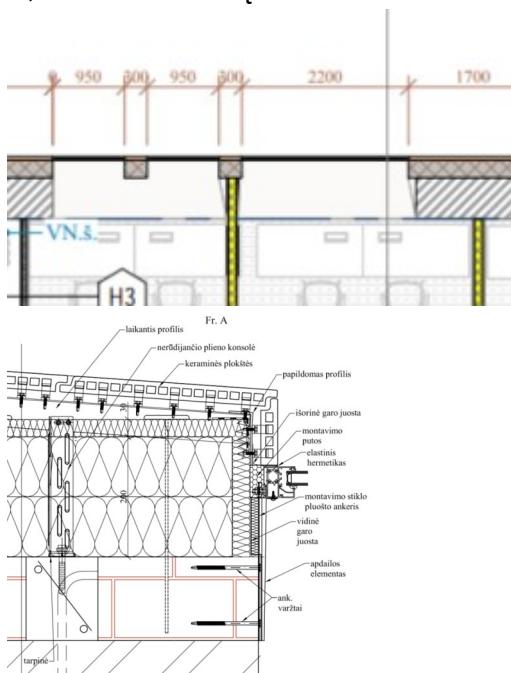 0 950 300 950 300 2200 1700
VN.š.
H3
Fr. A
laikantis profilis
nerūdijančio plieno konsolė
keraminės plokštės
papildomas profilis
išorinė garo juosta
montavimo
putos
elastinis
hermetikas
montavimo stiklo
pluošto ankeris
vidinė
garo
juosta
apdailos
elementas
ank.
varžtai
tarpinė
30
200